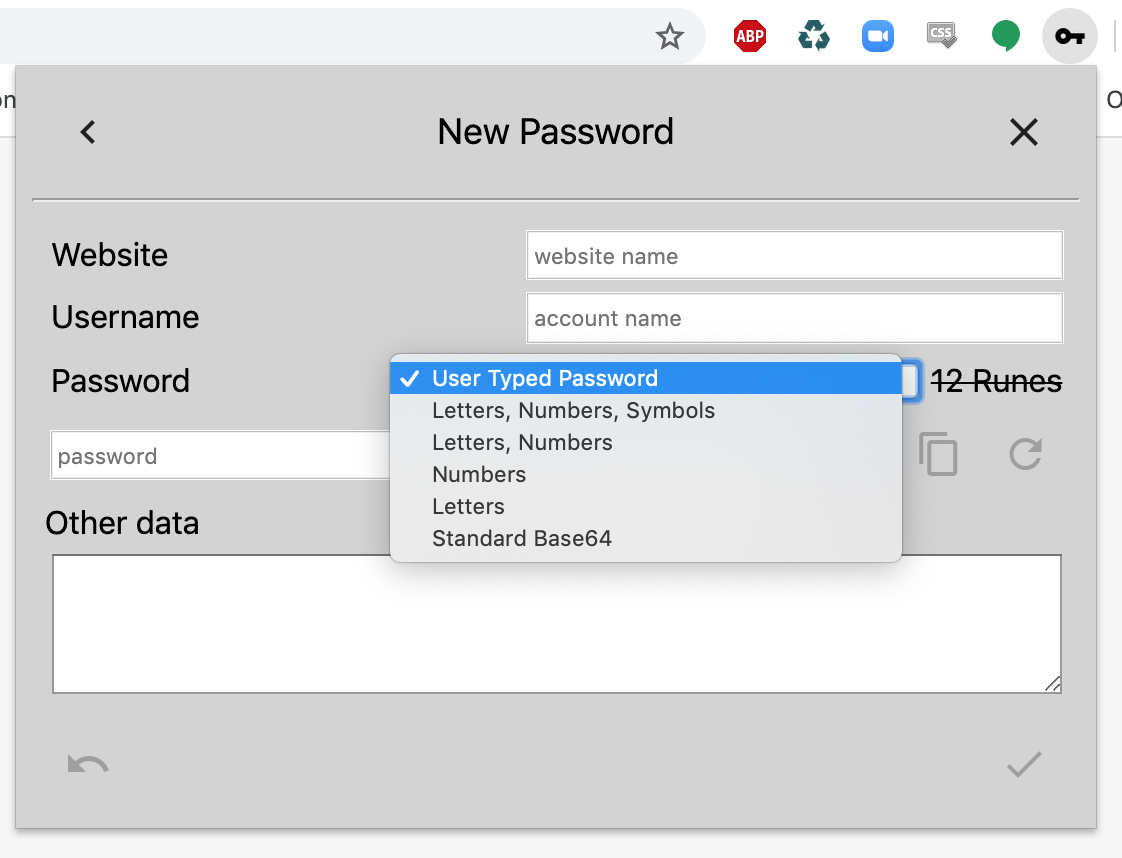 ABP
CSS
on
O
New Password
Website
website name
Username
account name
Password
User Typed Password
12 Runes
Letters, Numbers, Symbols
Letters, Numbers
Numbers
Letters
Standard Base64
password
Other data